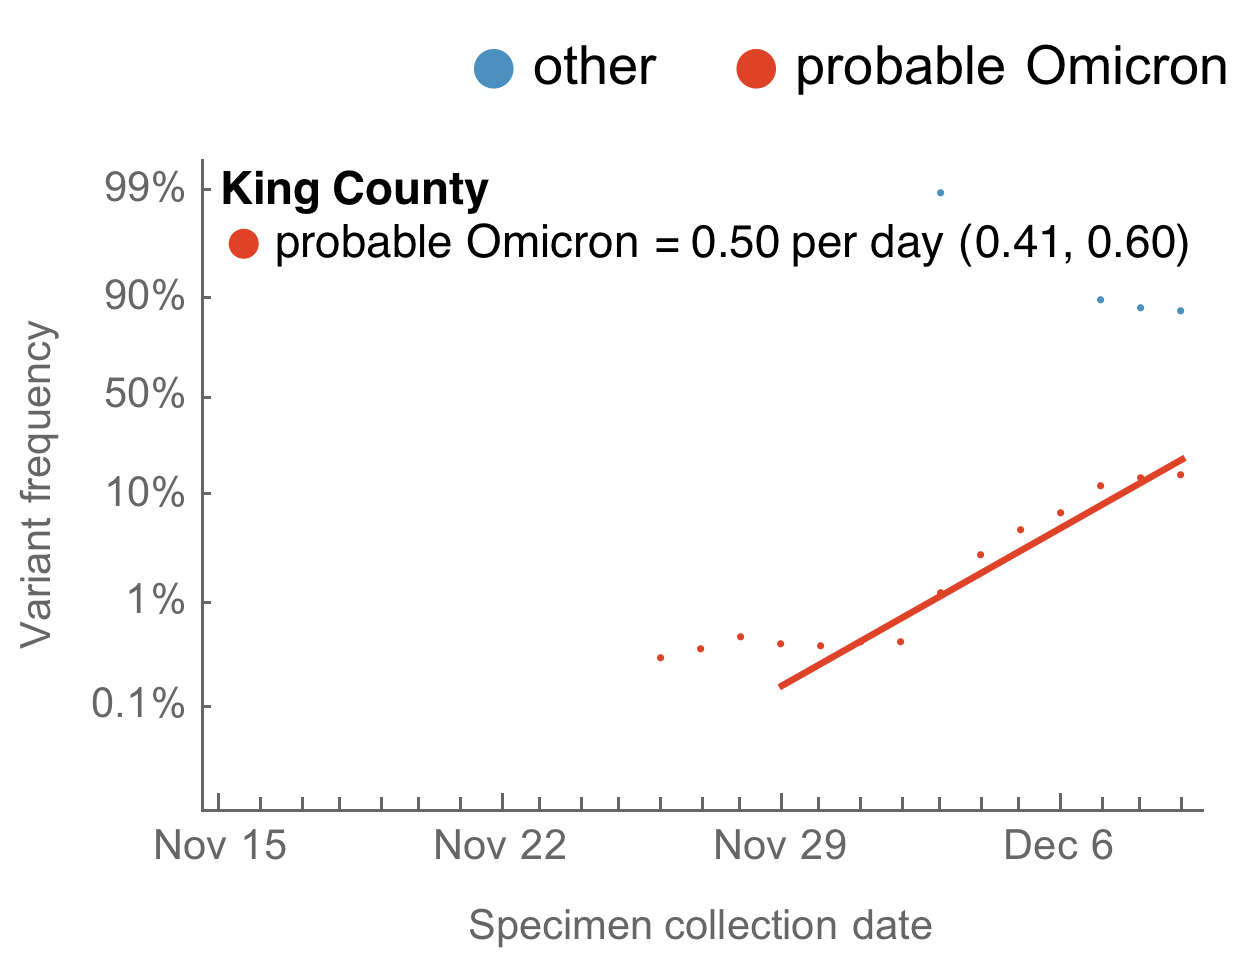 other probable Omicron
99%
King County
probable Omicron = 0.50 per day (0.41, 0.60)
90%
50%
10%
1%
0.1%
Variant frequency
Nov 15 Nov 22 Nov 29 Dec 6
Specimen collection date